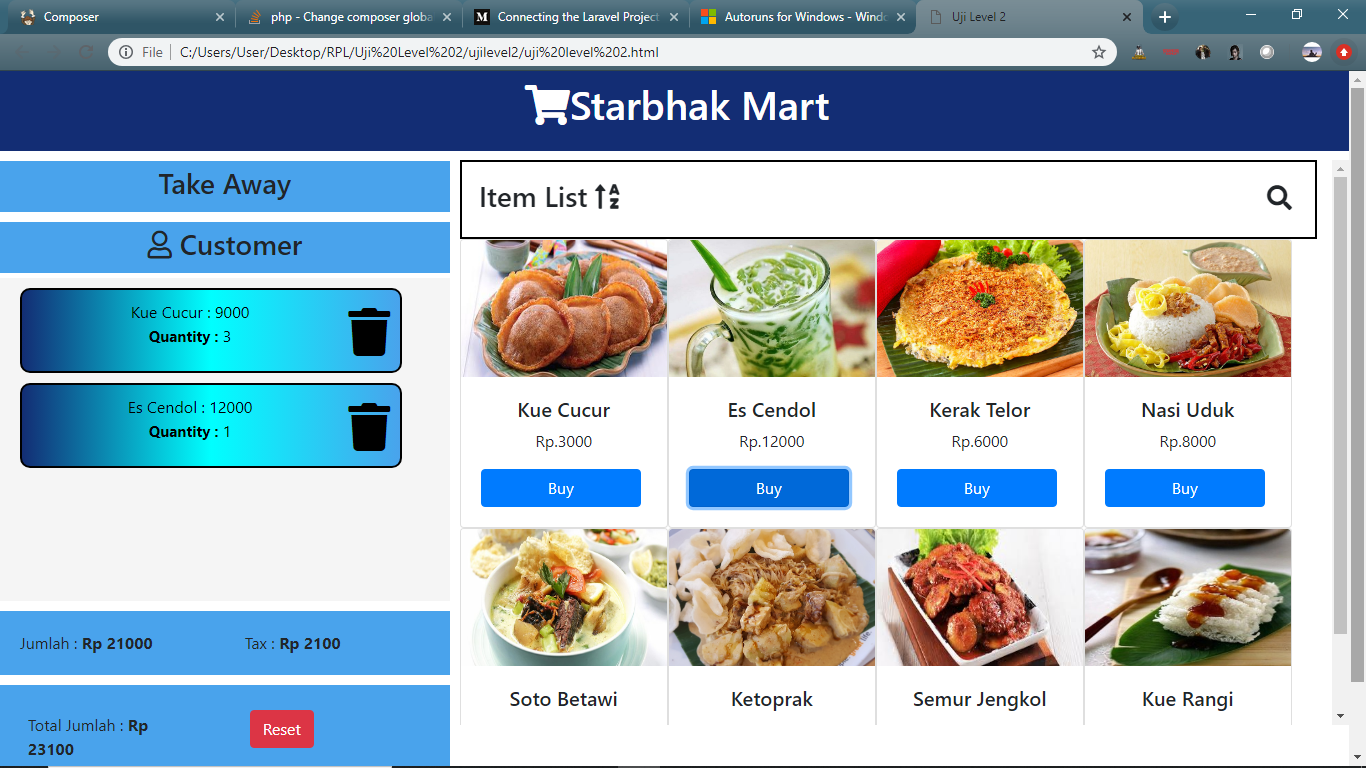 Composer
php - Change composer globa
Connecting the Laravel Project
Autoruns for Windows - Windo
Uji Level 2
File
C:/Users/User/Desktop/RPL/Uji%20Level%202/ujilevel2/uji%20level%202.html
Starbhak Mart
Take Away
Customer
Kue Cucur : 9000
Quantity : 3
Es Cendol : 12000
Quantity : 1
Jumlah : Rp 21000
Tax : Rp 2100
Total Jumlah : Rp
23100
Reset
Item List
Kue Cucur
Rp.3000
Buy
Es Cendol
Rp.12000
Buy
Kerak Telor
Rp.6000
Buy
Nasi Uduk
Rp.8000
Buy
Soto Betawi
Ketoprak
Semur Jengkol
Kue Rangi